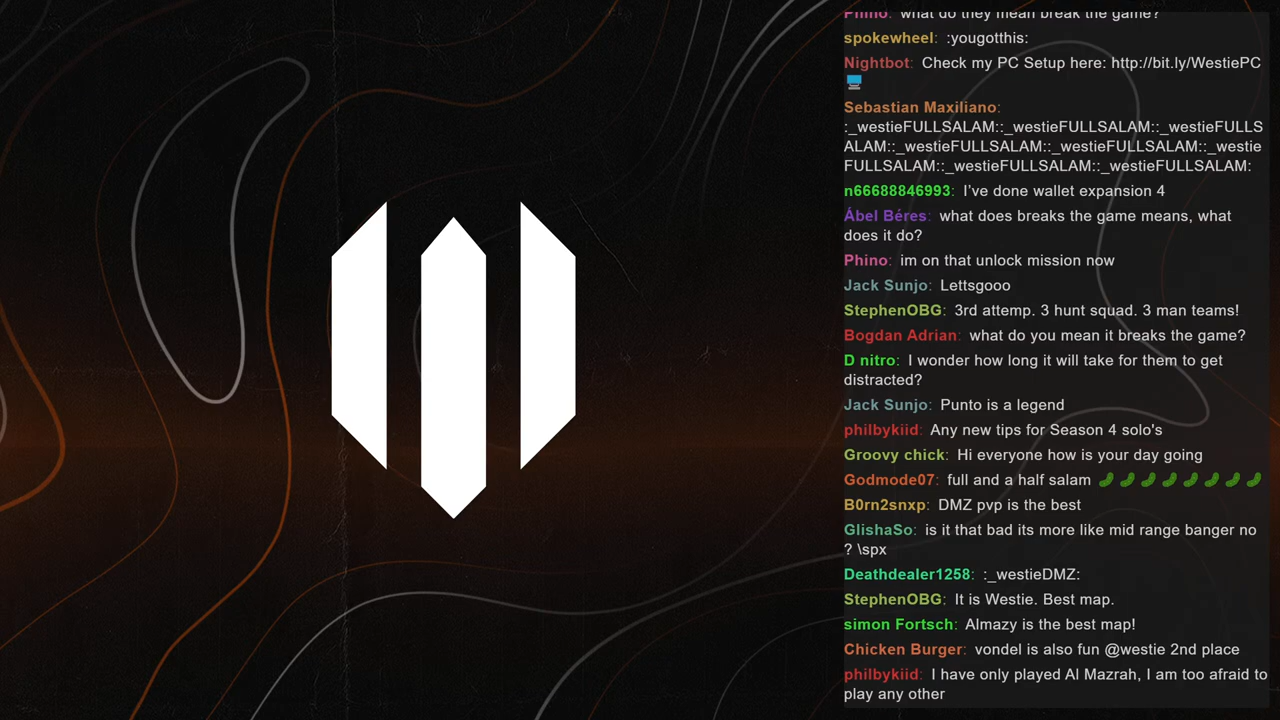 Phino: what do they mean break the game?
spokewheel: :yougotthis:
Nightbot: Check my PC Setup here: http://bit.ly/WestiePC
Sebastian Maxiliano:
:_westieFULLSALAM::_westieFULLSALAM::_westieFULLS
ALAM::_westieFULLSALAM::_westieFULLSALAM::_westie
FULLSALAM::_westieFULLSALAM::_westieFULLSALAM:
n66688846993: I've done wallet expansion 4
Ábel Béres: what does breaks the game means, what
does it do?
Phino: im on that unlock mission now
Jack Sunjo: Lettsgooo
StephenOBG: 3rd attemp. 3 hunt squad. 3 man teams!
Bogdan Adrian: what do you mean it breaks the game?
D nitro: I wonder how long it will take for them to get
distracted?
Jack Sunjo: Punto is a legend
philbykiid: Any new tips for Season 4 solo's
Groovy chick: Hi everyone how is your day going
Godmode07: full and a half salam 🥒🥒🥒🥒🥒🥒🥒🥒
B0rn2snxp: DMZ pvp is the best
GlishaSo: is it that bad its more like mid range banger no
? \spx
Deathdealer1258: :_westieDMZ:
StephenOBG: It is Westie. Best map.
simon Fortsch: Almazy is the best map!
Chicken Burger: vondel is also fun @westie 2nd place
philbykiid: I have only played Al Mazrah, I am too afraid to
play any other